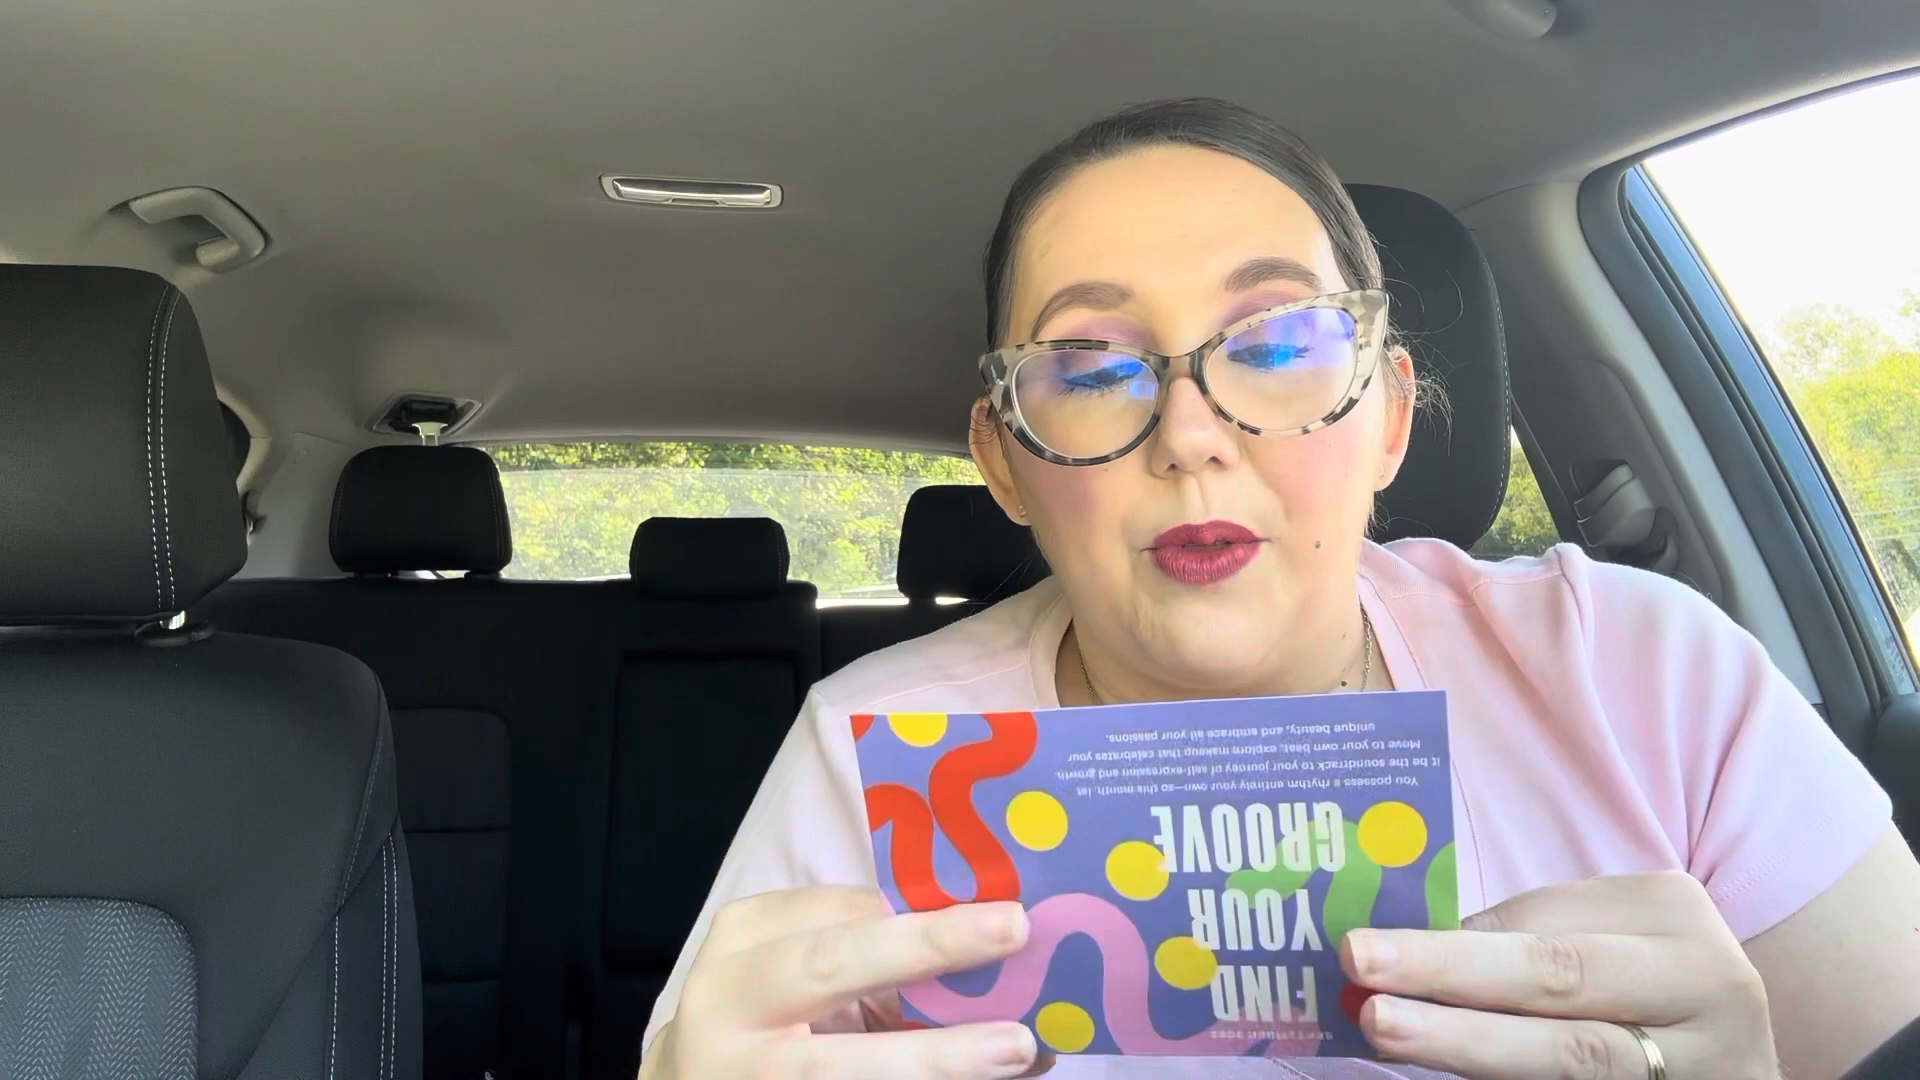 SEPTEMBER 2023
FIND
YOUR
GROOVE
You possess a rhythm entirely your own—so this month, let
it be the soundtrack to your journey of self-expression and growth.
Move to your own beat, explore makeup that celebrates your
unique beauty, and embrace all your passions.